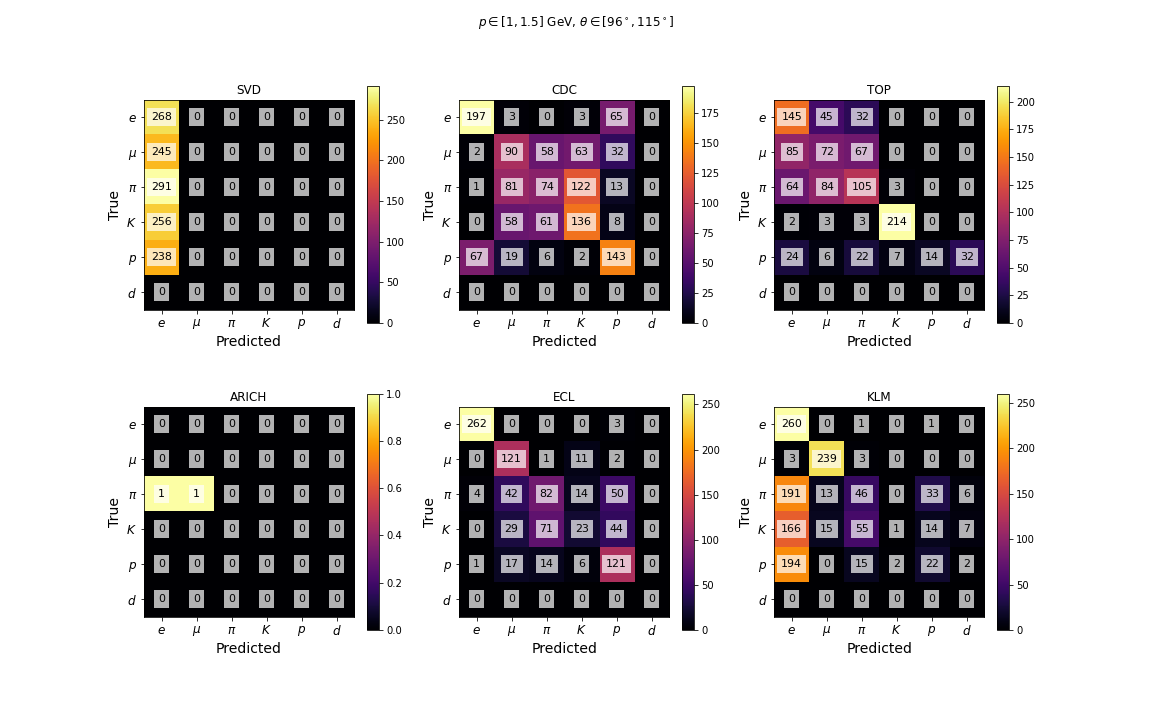 p ∈ [1, 1.5] GeV, θ ∈ [96°, 115°]
SVD
True
e 268 0 0 0 0 0
μ 245 0 0 0 0 0
π 291 0 0 0 0 0
K 256 0 0 0 0 0
p 238 0 0 0 0 0
d 0 0 0 0 0 0
e μ π K p d
Predicted
250
200
150
100
50
0
CDC
True
e 197 3 0 3 65 0
μ 2 90 58 63 32 0
π 1 81 74 122 13 0
K 0 58 61 136 8 0
p 67 19 6 2 143 0
d 0 0 0 0 0 0
e μ π K p d
Predicted
175
150
125
100
75
50
25
0
TOP
True
e 145 45 32 0 0 0
μ 85 72 67 0 0 0
π 64 84 105 3 0 0
K 2 3 3 214 0 0
p 24 6 22 7 14 32
d 0 0 0 0 0 0
e μ π K p d
Predicted
200
175
150
125
100
75
50
25
0
ARICH
True
e 0 0 0 0 0 0
μ 0 0 0 0 0 0
π 1 1 0 0 0 0
K 0 0 0 0 0 0
p 0 0 0 0 0 0
d 0 0 0 0 0 0
e μ π K p d
Predicted
1.0
0.8
0.6
0.4
0.2
0.0
ECL
True
e 262 0 0 0 3 0
μ 0 121 1 11 2 0
π 4 42 82 14 50 0
K 0 29 71 23 44 0
p 1 17 14 6 121 0
d 0 0 0 0 0 0
e μ π K p d
Predicted
250
200
150
100
50
0
KLM
True
e 260 0 1 0 1 0
μ 3 239 3 0 0 0
π 191 13 46 0 33 6
K 166 15 55 1 14 7
p 194 0 15 2 22 2
d 0 0 0 0 0 0
e μ π K p d
Predicted
250
200
150
100
50
0